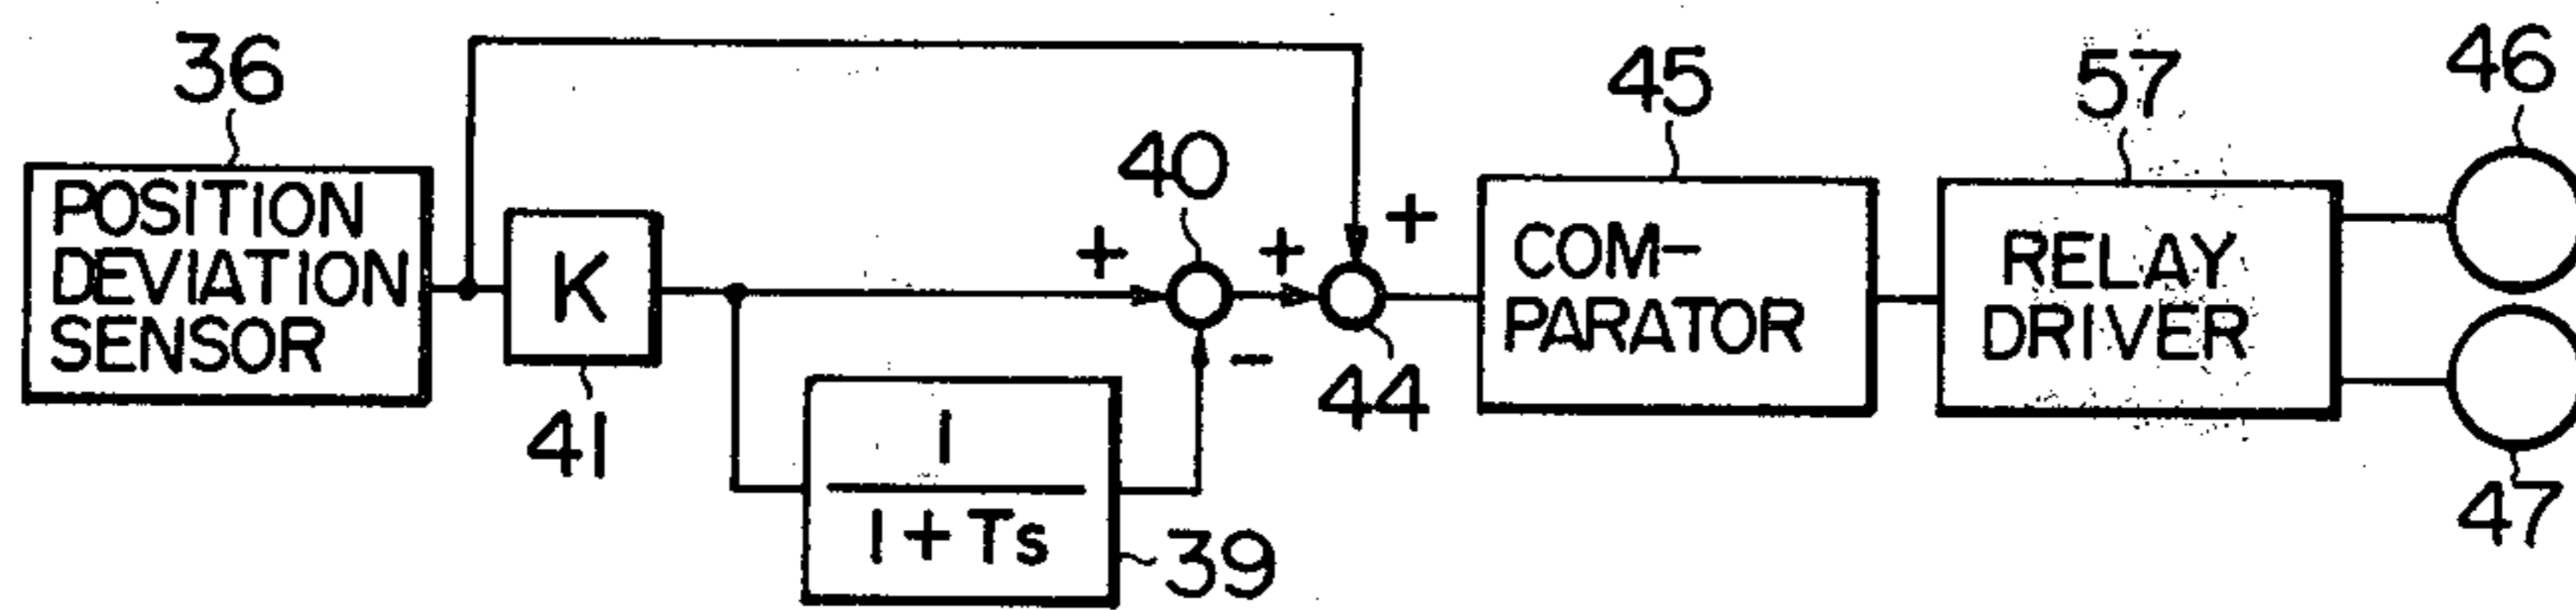 36
POSITION
DEVIATION
SENSOR
K
41
+
40
-
1
1+Ts
39
+
+
44
45
COM-
PARATOR
57
RELAY
DRIVER
46
47